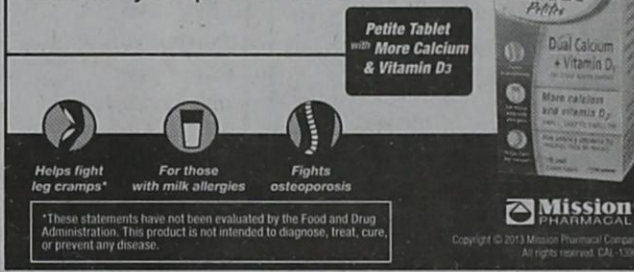 Petite Tablet
with More Calcium
& Vitamin D3
Petites
Dual Calcium
+ Vitamin D3
More calcium
and vitamin D3
Helps fight
leg cramps*
For those
with milk allergies
Fights
osteoporosis
*These statements have not been evaluated by the Food and Drug
Administration. This product is not intended to diagnose, treat, cure,
or prevent any disease.
Mission
PHARMACAL
Copyright © 2013 Mission Pharmacal Compa
All rights reserved. CAL-130